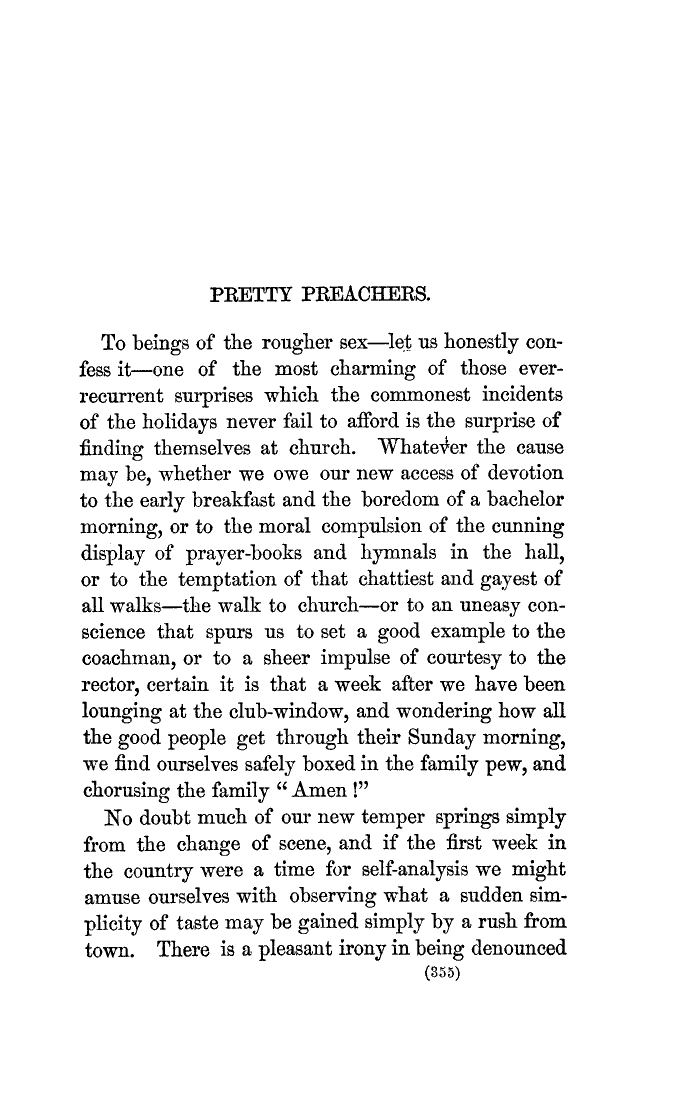 PRETTY PREACHERS.
To beings of the rougher sex—let us honestly con-
fess it—one of the most charming of those ever-
recurrent surprises which the commonest incidents
of the holidays never fail to afford is the surprise of
finding themselves at church. Whatever the cause
may be, whether we owe our new access of devotion
to the early breakfast and the boredom of a bachelor
morning, or to the moral compulsion of the cunning
display of prayer-books and hymnals in the hall,
or to the temptation of that chattiest and gayest of
all walks—the walk to church—or to an uneasy con-
science that spurs us to set a good example to the
coachman, or to a sheer impulse of courtesy to the
rector, certain it is that a week after we have been
lounging at the club-window, and wondering how all
the good people get through their Sunday morning,
we find ourselves safely boxed in the family pew, and
chorusing the family “ Amen !”
No doubt much of our new temper springs simply
from the change of scene, and if the first week in
the country were a time for self-analysis we might
amuse ourselves with observing what a sudden sim-
plicity of taste may be gained simply by a rush from
town. There is a pleasant irony in being denounced
(355)